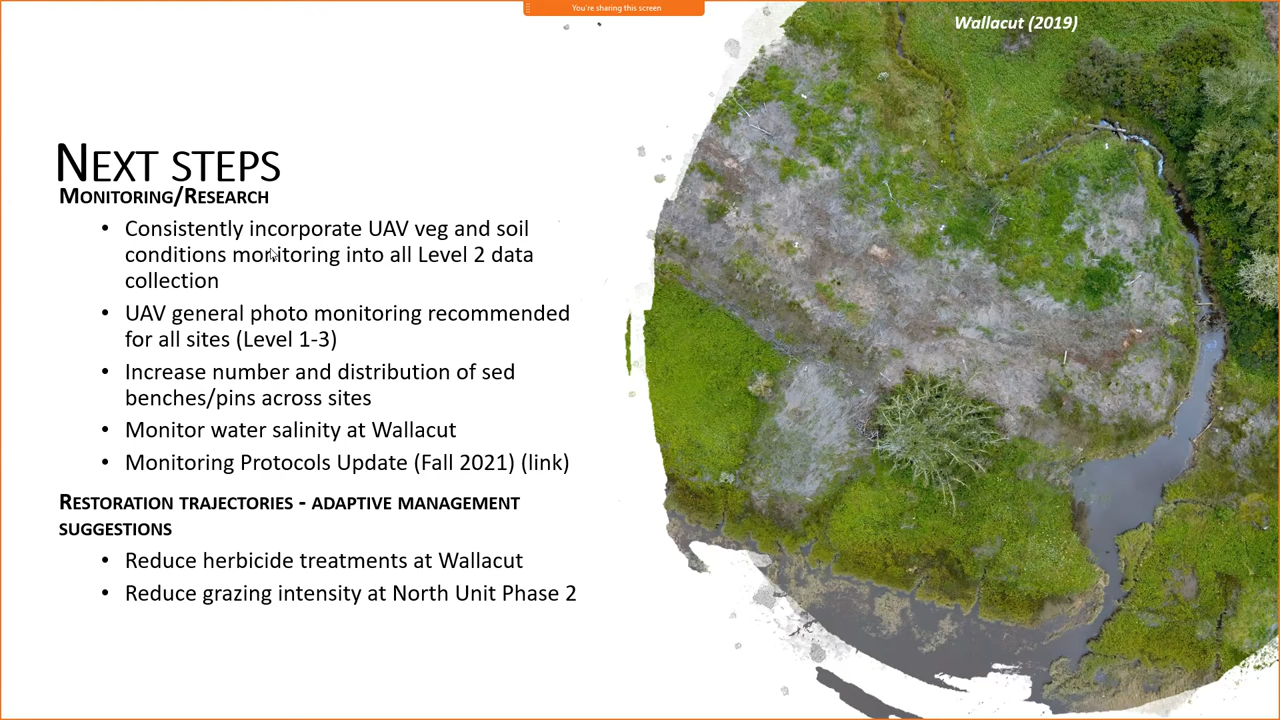 You're sharing this screen
Wallacut (2019)
Next steps
Monitoring/Research
• Consistently incorporate UAV veg and soil
conditions monitoring into all Level 2 data
collection
• UAV general photo monitoring recommended
for all sites (Level 1-3)
• Increase number and distribution of sed
benches/pins across sites
• Monitor water salinity at Wallacut
• Monitoring Protocols Update (Fall 2021) (link)
Restoration trajectories - adaptive management
suggestions
• Reduce herbicide treatments at Wallacut
• Reduce grazing intensity at North Unit Phase 2